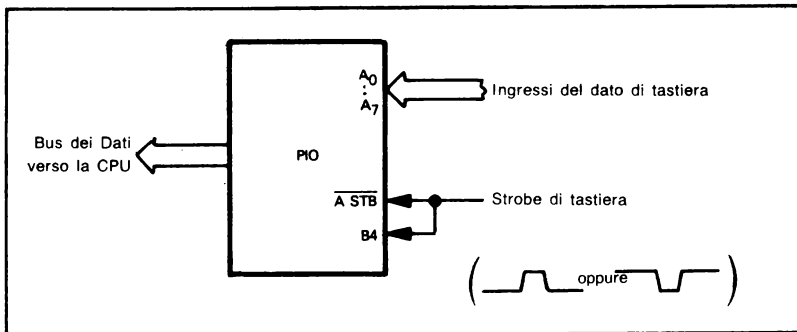 A0
:
A7
Ingressi del dato di tastiera
Bus dei Dati
verso la CPU
PIO
A STB
Strobe di tastiera
B4
oppure